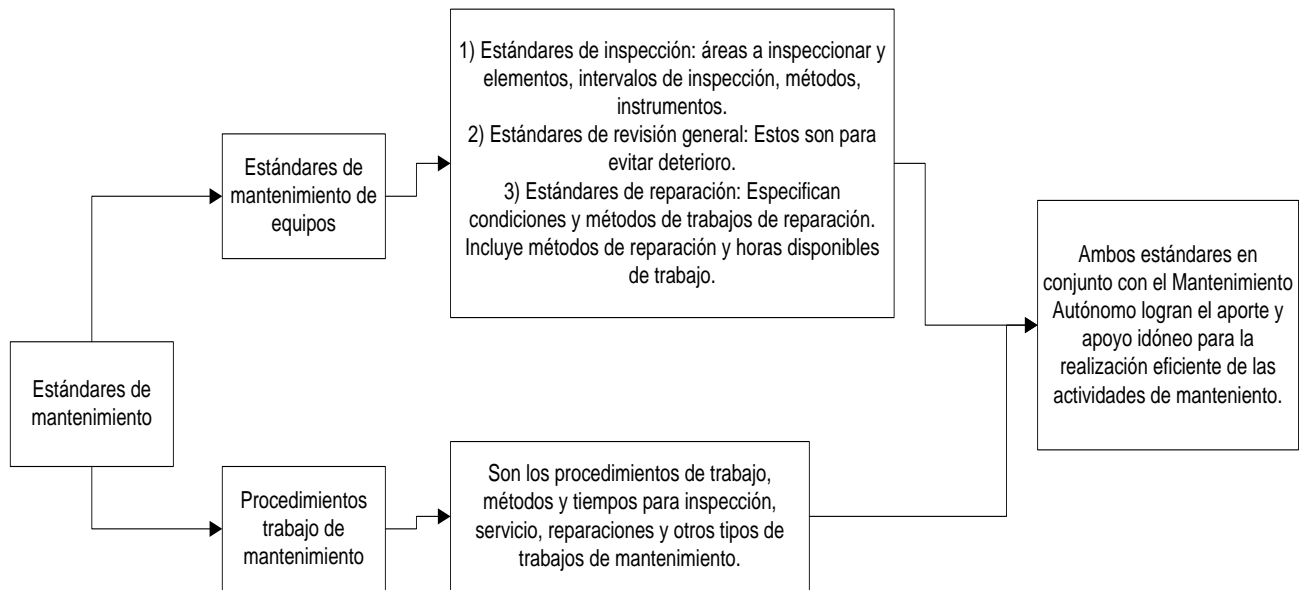 1) Estándares de inspección: áreas a inspeccionar y
elementos, intervalos de inspección, métodos,
instrumentos.
2) Estándares de revisión general: Estos son para
evitar deterioro.
3) Estándares de reparación: Especifican
condiciones y métodos de trabajos de reparación.
Incluye métodos de reparación y horas disponibles
de trabajo.
Estándares de
mantenimiento de
equipos
Ambos estándares en
conjunto con el Mantenimiento
Autónomo logran el aporte y
apoyo idóneo para la
realización eficiente de las
actividades de manteniento.
Estándares de
mantenimiento
Procedimientos
trabajo de
mantenimiento
Son los procedimientos de trabajo,
métodos y tiempos para inspección,
servicio, reparaciones y otros tipos de
trabajos de mantenimiento.